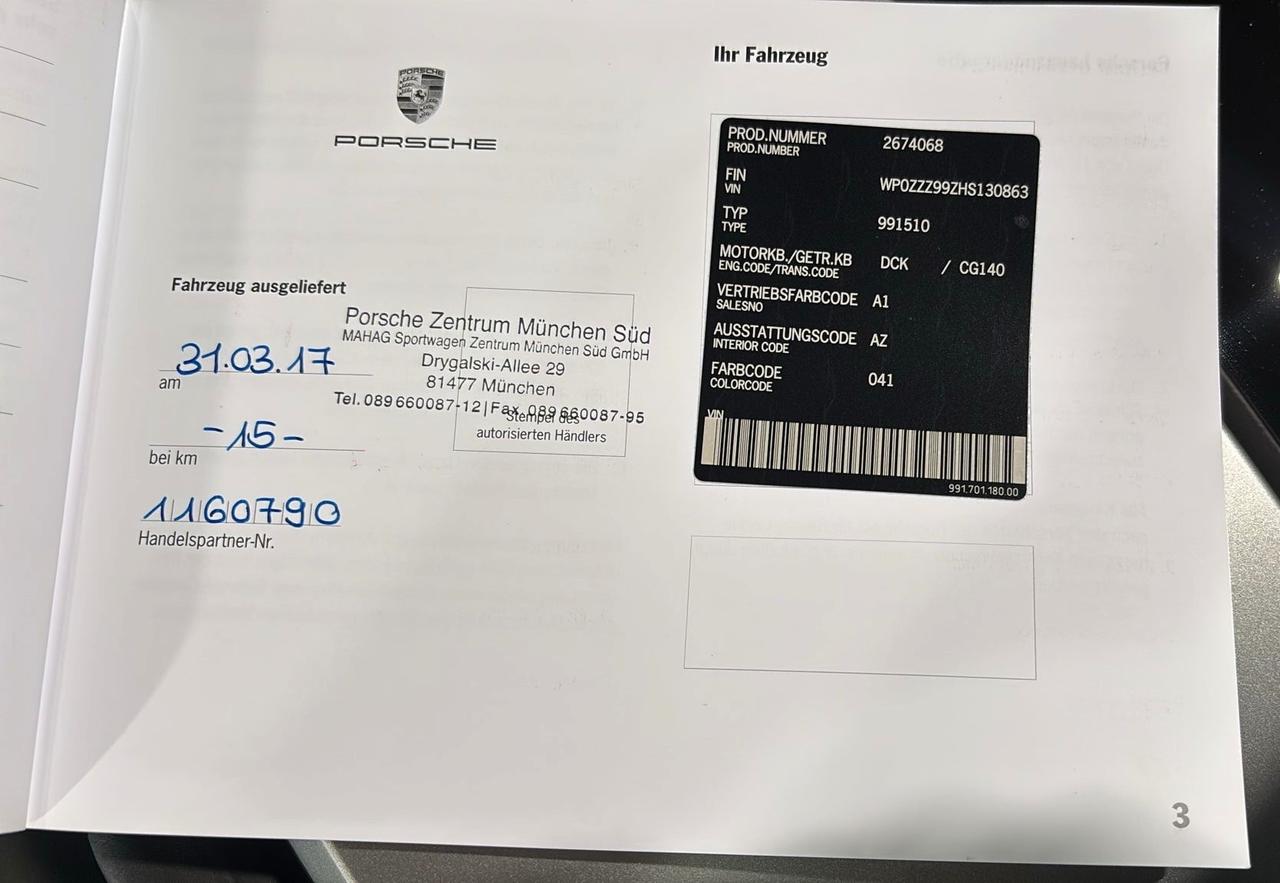 PORSCHE
PORSCHE
Fahrzeug ausgeliefert
Porsche Zentrum München Süd
MAHAG Sportwagen Zentrum München Süd GmbH
Drygalski-Allee 29
81477 München
Tel. 089 660087-12 | Fax 089 660087-95
Stempel des
autorisierten Händlers
31.03.17
am
-15-
bei km
1160790
Handelspartner-Nr.
Ihr Fahrzeug
PROD.NUMMER 2674068
PROD.NUMBER
FIN WP0ZZZ99ZHS130863
VIN
TYP 991510
TYPE
MOTORKB./GETR.KB DCK / CG140
ENG.CODE/TRANS.CODE
VERTRIEBSFARBCODE A1
SALESNO
AUSSTATTUNGSCODE AZ
INTERIOR CODE
FARBCODE 041
COLORCODE
VIN
991.701.180.00
3